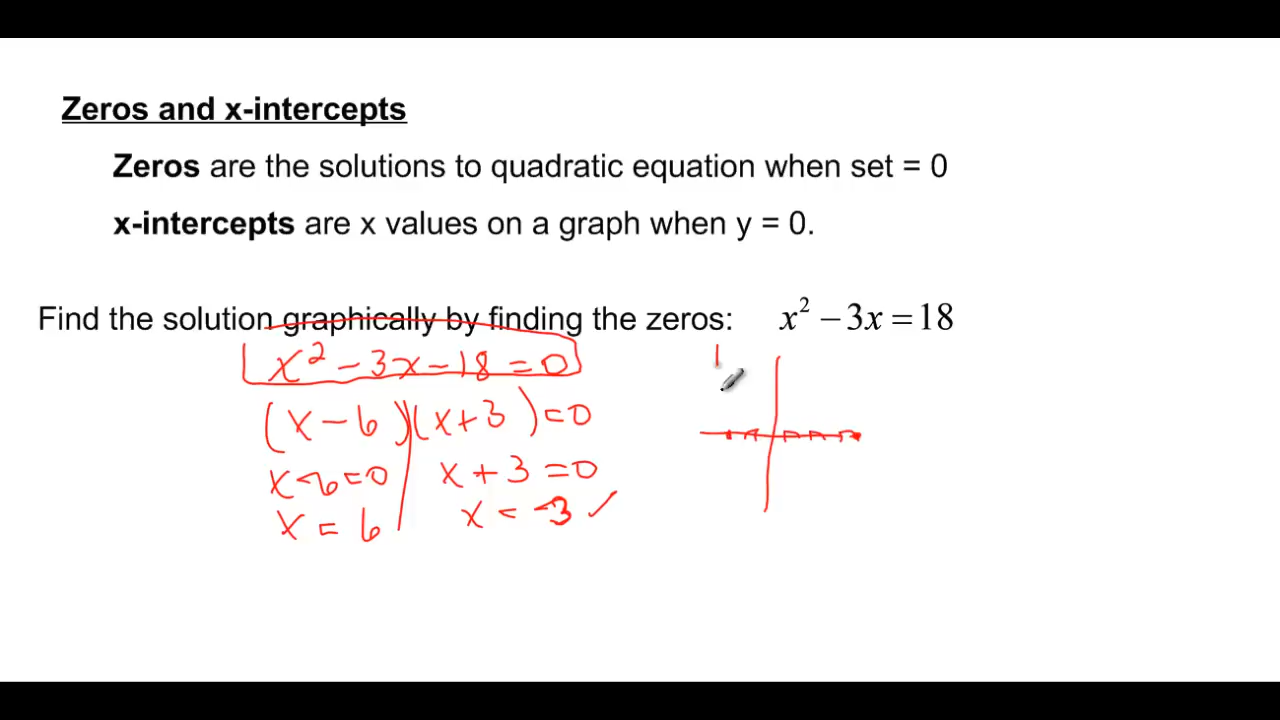 Zeros and x-intercepts
Zeros are the solutions to quadratic equation when set = 0
x-intercepts are x values on a graph when y = 0.
Find the solution graphically by finding the zeros: x² − 3x = 18
x² − 3x − 18 = 0
(x − 6)(x + 3) = 0
x − 6 = 0 x + 3 = 0
x = 6 x = −3 ✓